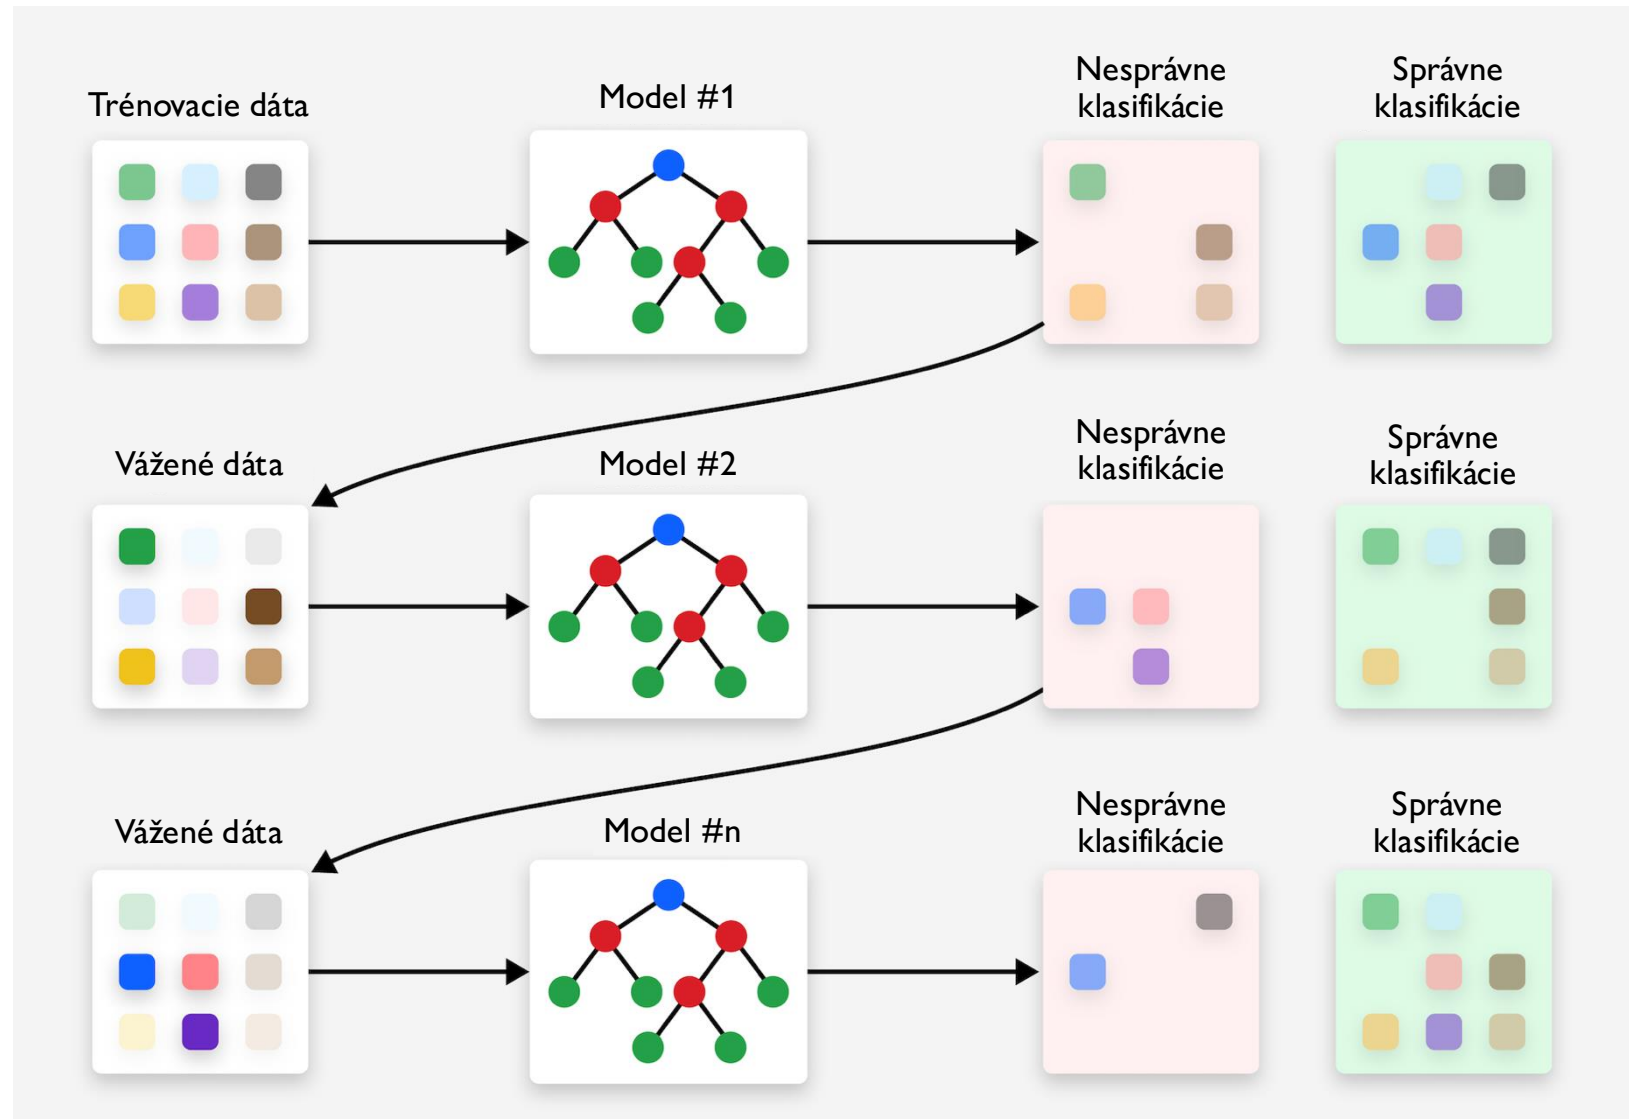 Trénovacie dáta
Model #1
Nesprávne
klasifikácie
Správne
klasifikácie
Vážené dáta
Model #2
Nesprávne
klasifikácie
Správne
klasifikácie
Vážené dáta
Model #n
Nesprávne
klasifikácie
Správne
klasifikácie